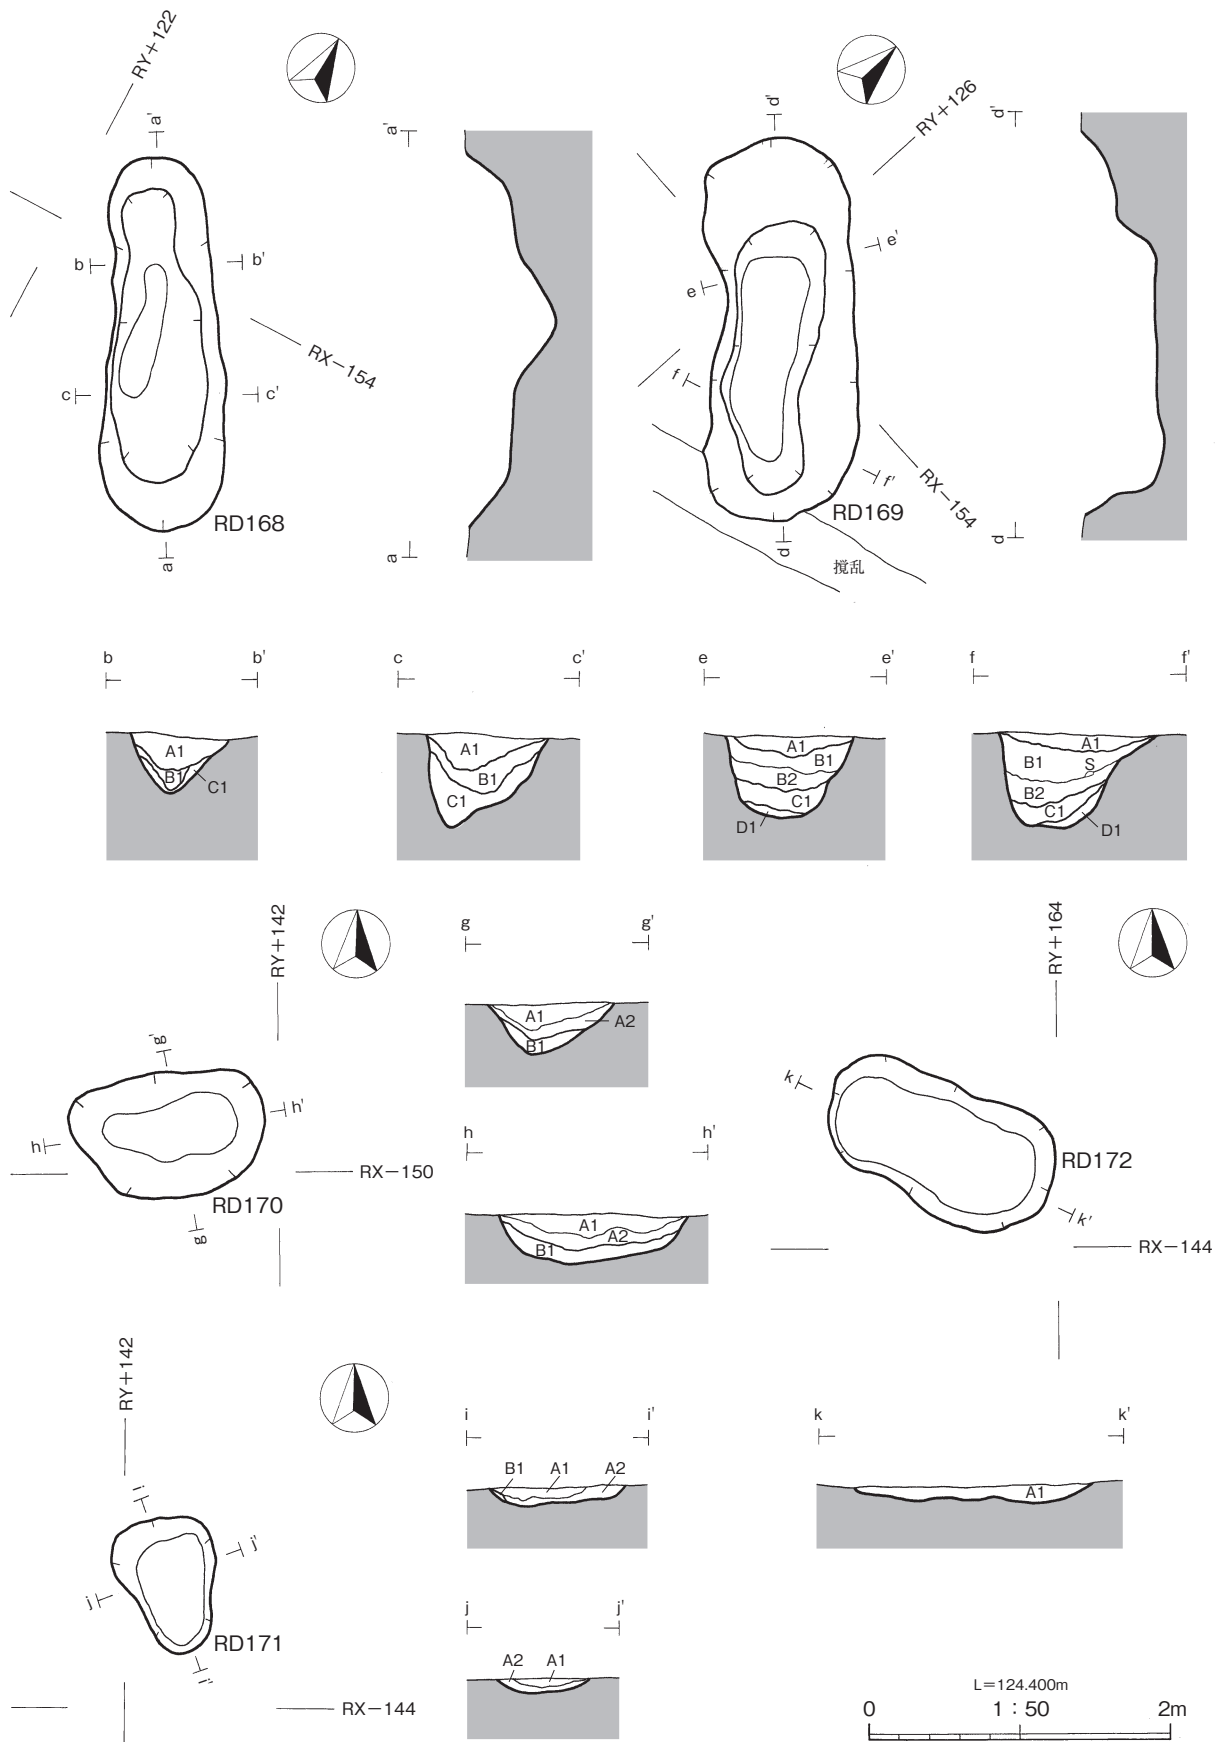 RY+122
a'
b
b'
RX−154
c
c'
RD168
a
a'
a
d'
RY+126
e'
e
f
f'
RX−154
RD169
d
撹乱
d'
d
b b'
A1
B1
C1
c c'
A1
B1
C1
e e'
A1
B1
B2
C1
D1
f f'
A1
B1
S
B2
C1
D1
RY+142
g'
h'
h
RX−150
RD170
g
g g'
A1
A2
B1
h h'
A1
A2
B1
RY+164
k
RD172
k'
RX−144
RY+142
i'
j'
j
RD171
i'
RX−144
i i'
B1 A1 A2
j j'
A2 A1
k k'
A1
L=124.400m
0 1:50 2m